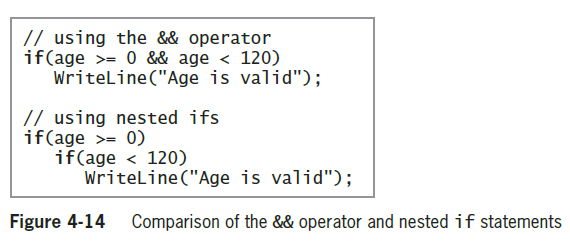 // using the && operator
if(age >= 0 && age < 120)
WriteLine("Age is valid");
// using nested ifs
if(age >= 0)
if(age < 120)
WriteLine("Age is valid");
Figure 4-14 Comparison of the && operator and nested if statements